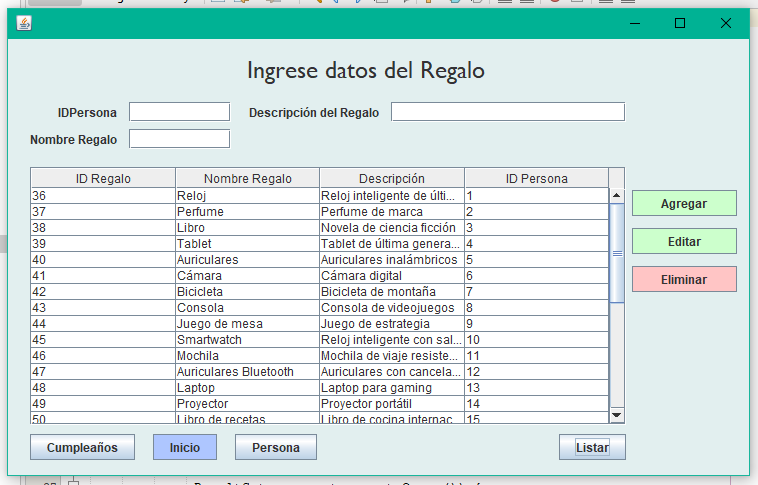 Ingrese datos del Regalo
IDPersona Descripción del Regalo
Nombre Regalo
ID Regalo Nombre Regalo Descripción ID Persona
36 Reloj Reloj inteligente de últi... 1
37 Perfume Perfume de marca 2
38 Libro Novela de ciencia ficción 3
39 Tablet Tablet de última genera... 4
40 Auriculares Auriculares inalámbricos 5
41 Cámara Cámara digital 6
42 Bicicleta Bicicleta de montaña 7
43 Consola Consola de videojuegos 8
44 Juego de mesa Juego de estrategia 9
45 Smartwatch Reloj inteligente con sal... 10
46 Mochila Mochila de viaje resiste... 11
47 Auriculares Bluetooth Auriculares con cancela... 12
48 Laptop Laptop para gaming 13
49 Proyector Proyector portátil 14
50 Libro de recetas Libro de cocina internac... 15
Agregar
Editar
Eliminar
Cumpleaños Inicio Persona Listar